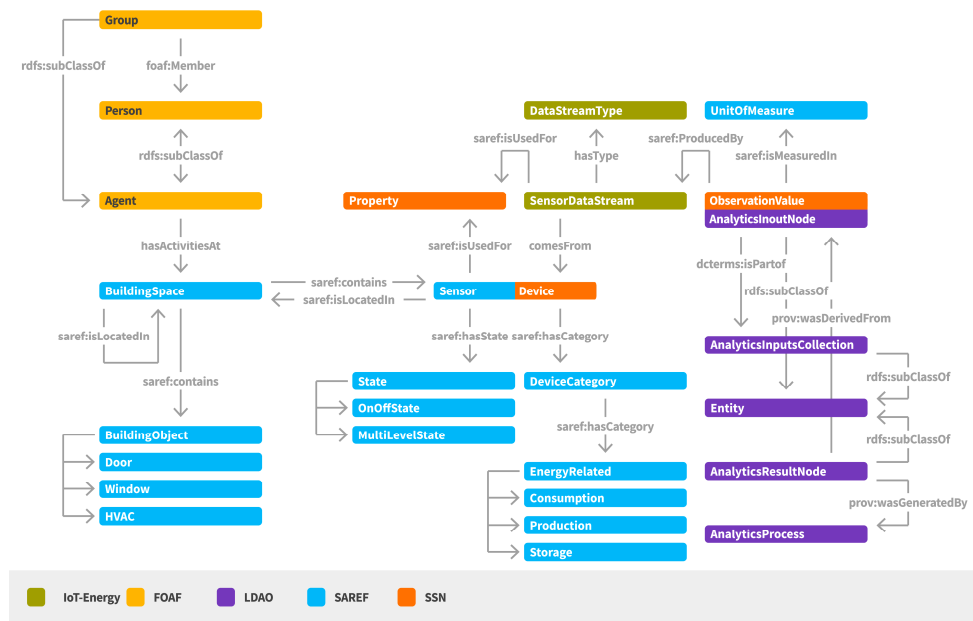 Group
rdfs:subClassOf
foaf:Member
Person
DataStreamType
UnitOfMeasure
saref:isUsedFor
saref:ProducedBy
rdfs:subClassOf
hasType
saref:isMeasuredIn
Agent
Property
SensorDataStream
ObservationValue
AnalyticsInoutNode
hasActivitiesAt
saref:isUsedFor
comesFrom
dcterms:isPartof
saref:contains
BuildingSpace
Sensor
Device
rdfs:subClassOf
saref:isLocatedIn
prov:wasDerivedFrom
saref:isLocatedIn
saref:hasState
saref:hasCategory
AnalyticsInputsCollection
saref:contains
State
DeviceCategory
rdfs:subClassOf
OnOffState
Entity
saref:hasCategory
BuildingObject
MultiLevelState
rdfs:subClassOf
Door
EnergyRelated
AnalyticsResultNode
Window
Consumption
prov:wasGeneratedBy
HVAC
Production
AnalyticsProcess
Storage
IoT-Energy
FOAF
LDAO
SAREF
SSN